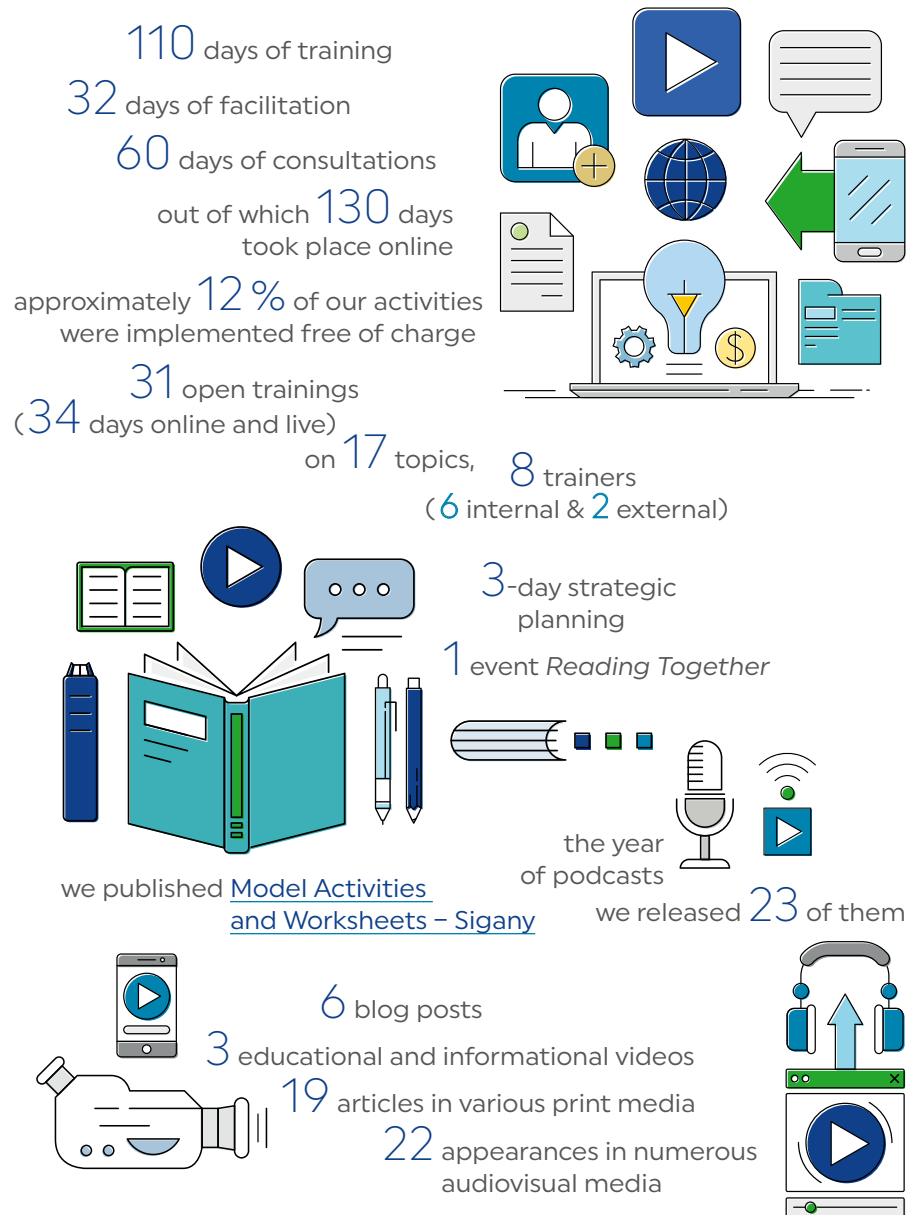 110 days of training
32 days of facilitation
60 days of consultations
out of which 130 days
took place online
approximately 12 % of our activities
were implemented free of charge
31 open trainings
(34 days online and live)
on 17 topics,
8 trainers
(6 internal & 2 external)
3-day strategic
planning
1 event Reading Together
the year
of podcasts
we released 23 of them
we published Model Activities
and Worksheets – Sigany
6 blog posts
3 educational and informational videos
19 articles in various print media
22 appearances in numerous
audiovisual media